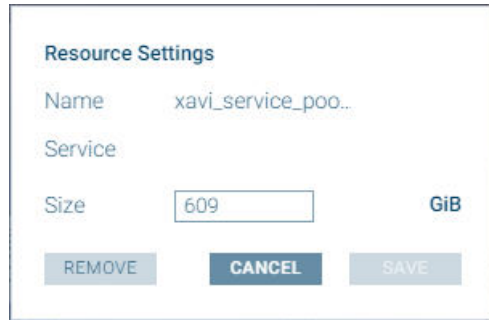 Resource Settings
Name xavi_service_poo..
Service
Size 609 GiB
REMOVE CANCEL SAVE